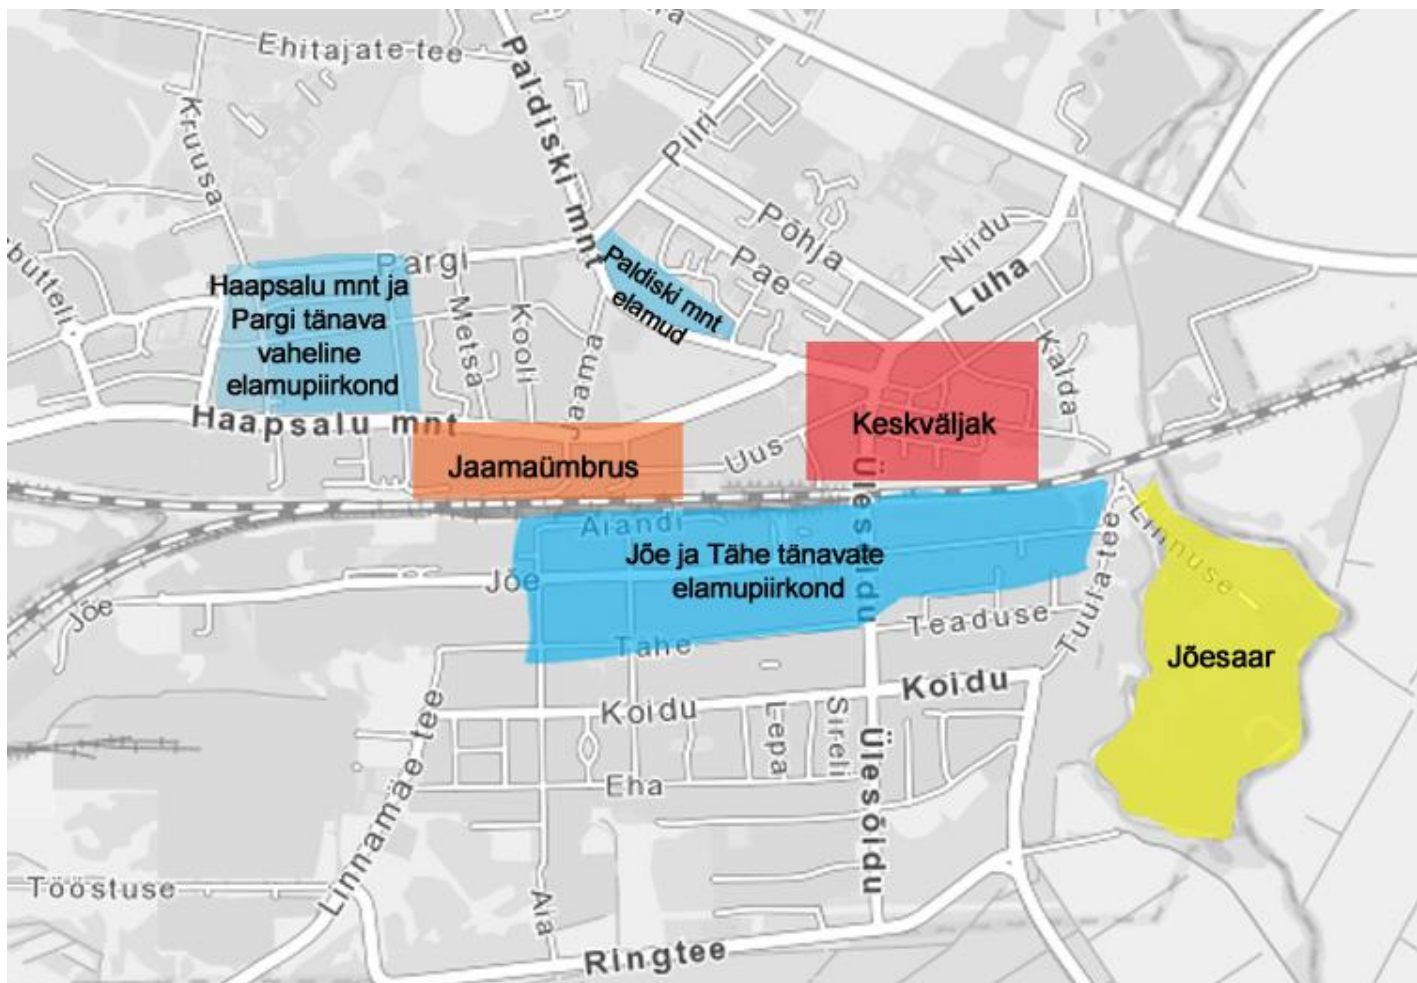 Ehitajate tee
Paldiski mnt
Kruusa
Piiri
Põhja
Pae
Niidu
Luha
Kalda
butteli
Pargi
Haapsalu mnt ja
Pargi tänava
vaheline
elamupiirkond
Metsa
Kooli
Jaama
Paldiski mnt
elamud
Haapsalu mnt
Jaamaümbrus
Uus
Keskväljak
Ülesõidu
Aiandi
Jõe ja Tähe tänavate
elamupiirkond
Jõe
Jõe
Tähe
Teaduse
Tuula tee
Linnuse
Jõesaar
Koidu
Koidu
Lepa
Sireli
Ülesõidu
Eha
Linnamäe tee
Tööstuse
Aia
Ringtee